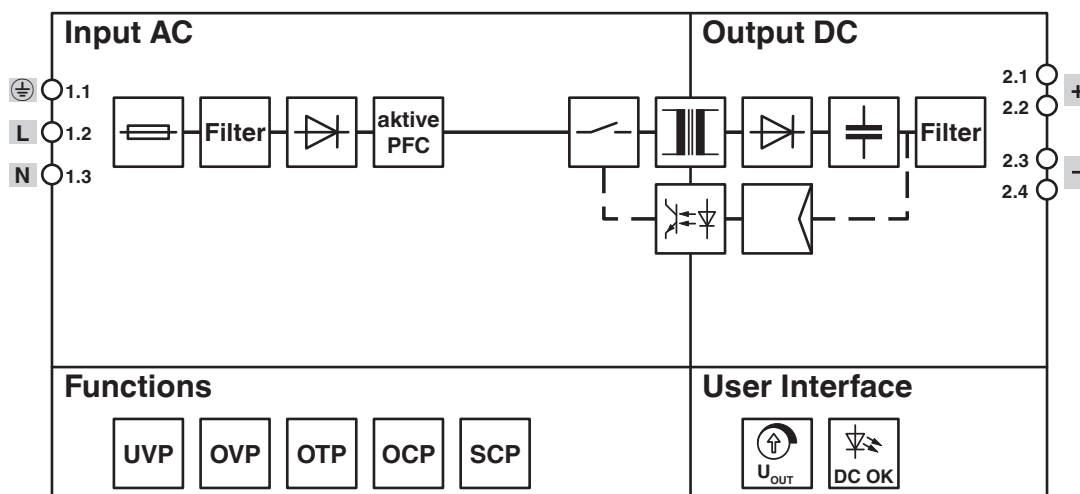 Input AC
Output DC
1.1
L 1.2
N 1.3
Filter
aktive
PFC
Filter
2.1
2.2
+
2.3
2.4
–
Functions
UVP OVP OTP OCP SCP
User Interface
UOUT
DC OK